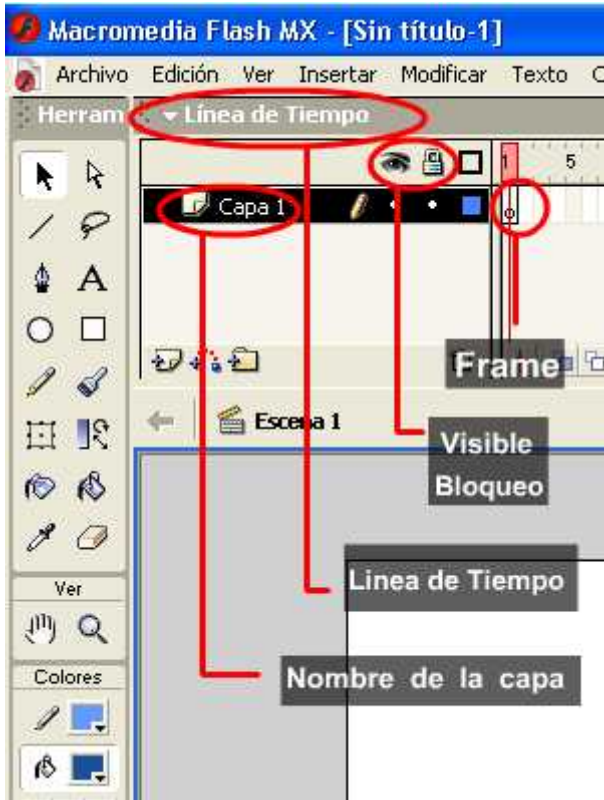 Macromedia Flash MX - [Sin título-1]
Archivo Edición Ver Insertar Modificar Texto
Herram Línea de Tiempo
1 5
Capa 1
Frame
Escena 1
Visible
Bloqueo
Linea de Tiempo
Ver
Nombre de la capa
Colores